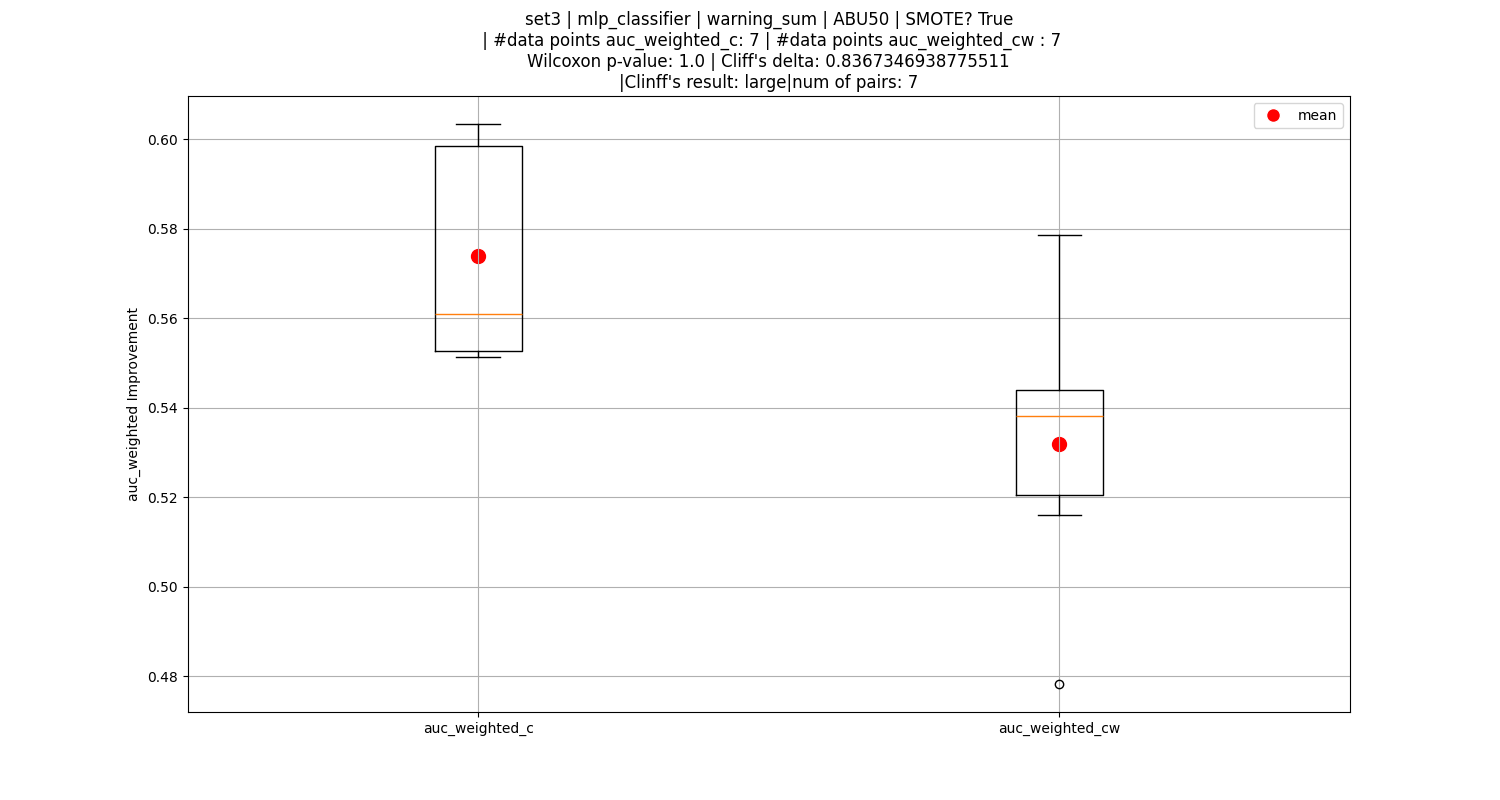 set3 | mlp_classifier | warning_sum | ABU50 | SMOTE? True
| #data points auc_weighted_c: 7 | #data points auc_weighted_cw : 7
Wilcoxon p-value: 1.0 | Cliff's delta: 0.8367346938775511
|Clinff's result: large|num of pairs: 7
mean
0.60
0.58
0.56
0.54
0.52
0.50
0.48
auc_weighted Improvement
auc_weighted_c
auc_weighted_cw